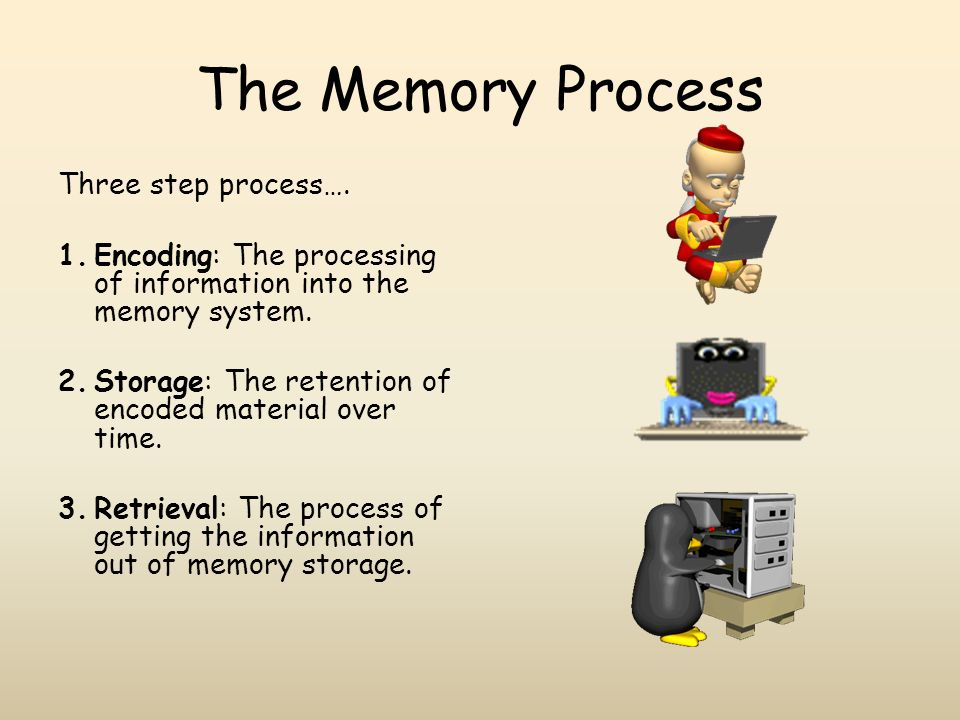 The Memory Process
Three step process….
1. Encoding: The processing
of information into the
memory system.
2. Storage: The retention of
encoded material over
time.
3. Retrieval: The process of
getting the information
out of memory storage.